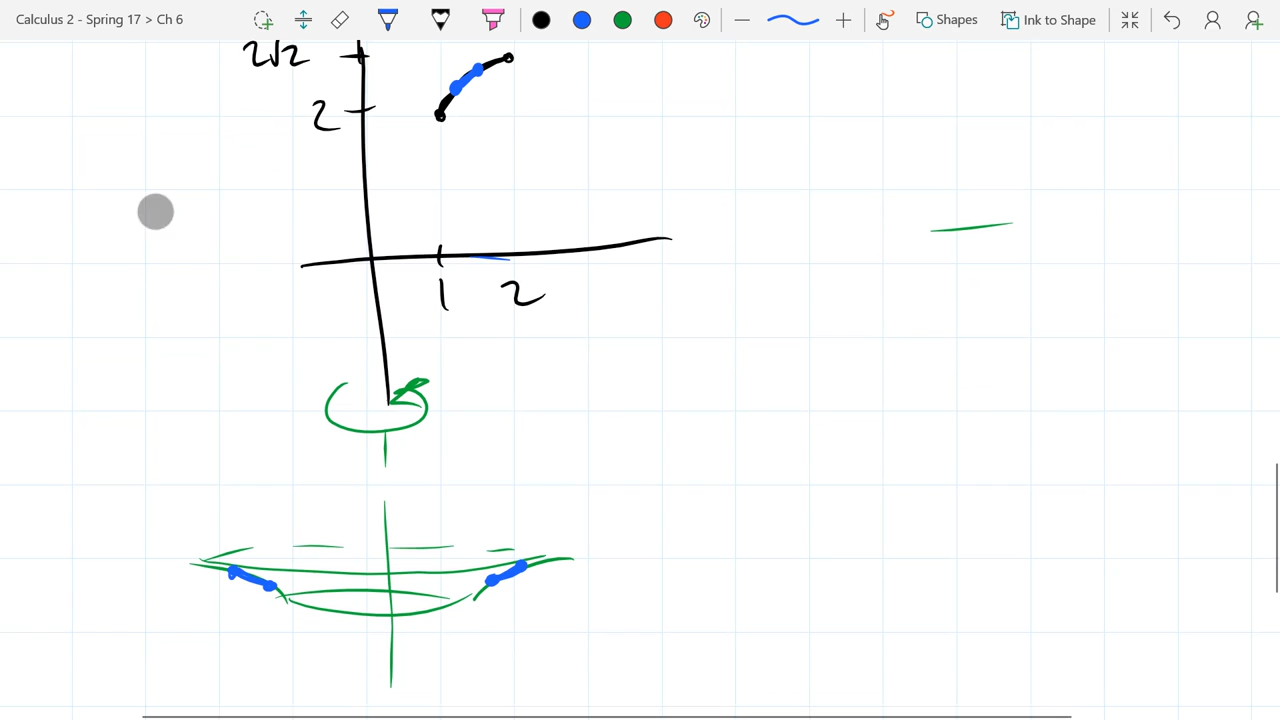 Calculus 2 - Spring 17 > Ch 6
Shapes
Ink to Shape
2√2
2
1
2